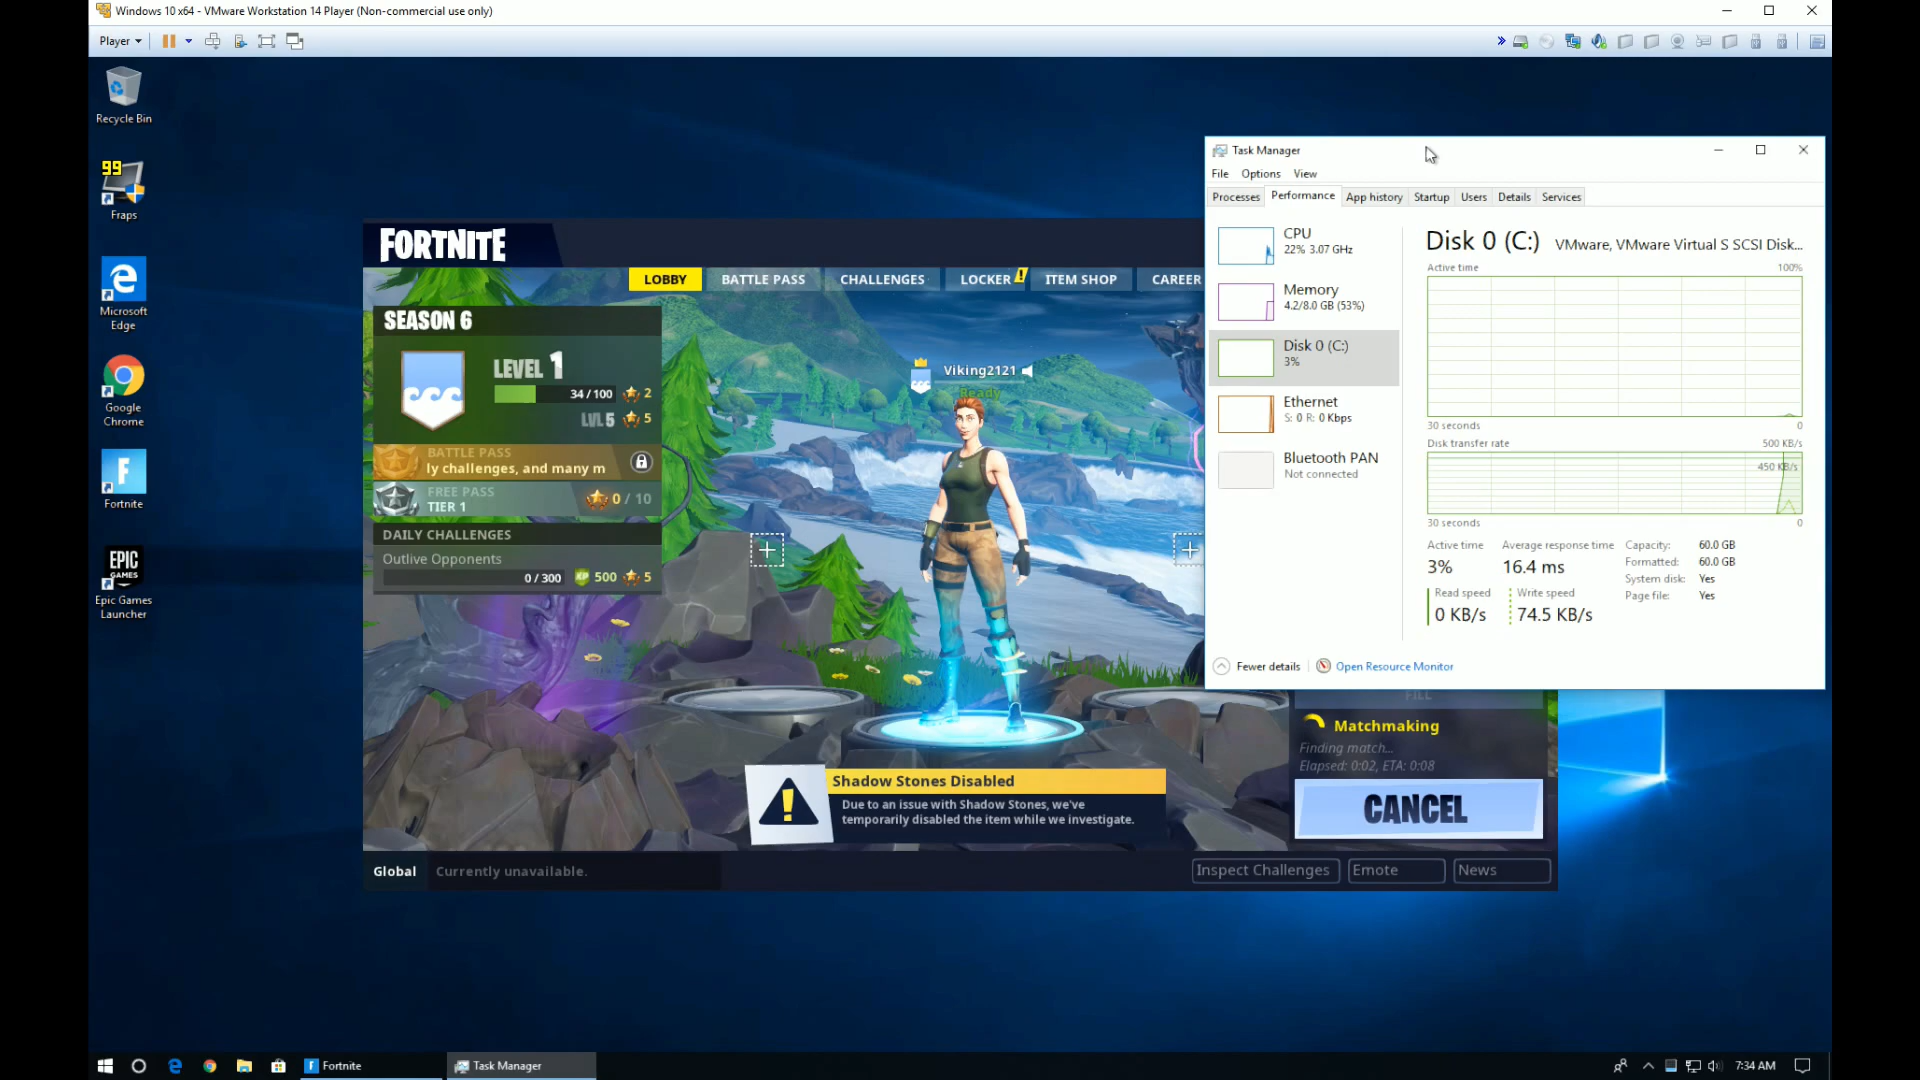 Windows 10 x64 - VMware Workstation 14 Player (Non-commercial use only)
Player
Recycle Bin
99
Fraps
Microsoft
Edge
Google
Chrome
Fortnite
EPIC
GAMES
Epic Games
Launcher
FORTNITE
LOBBY
BATTLE PASS
CHALLENGES
LOCKER
ITEM SHOP
CAREER
SEASON 6
LEVEL 1
34 / 100
2
LVL 5
5
BATTLE PASS
ly challenges, and many m
FREE PASS
TIER 1
0 / 10
DAILY CHALLENGES
Outlive Opponents
0 / 300
XP
500
5
Viking2121
Ready
Shadow Stones Disabled
Due to an issue with Shadow Stones, we've
temporarily disabled the item while we investigate.
FILL
Matchmaking
Finding match...
Elapsed: 0:02, ETA: 0:08
CANCEL
Global
Currently unavailable.
Inspect Challenges
Emote
News
Task Manager
File
Options
View
Processes
Performance
App history
Startup
Users
Details
Services
CPU
22% 3.07 GHz
Memory
4.2/8.0 GB (53%)
Disk 0 (C:)
3%
Ethernet
S: 0 R: 0 Kbps
Bluetooth PAN
Not connected
Disk 0 (C:)
VMware, VMware Virtual S SCSI Disk...
Active time
100%
30 seconds
0
Disk transfer rate
500 KB/s
450 KB/s
30 seconds
0
Active time
3%
Average response time
16.4 ms
Read speed
0 KB/s
Write speed
74.5 KB/s
Capacity: 60.0 GB
Formatted: 60.0 GB
System disk: Yes
Page file: Yes
Fewer details
Open Resource Monitor
Fortnite
Task Manager
7:34 AM